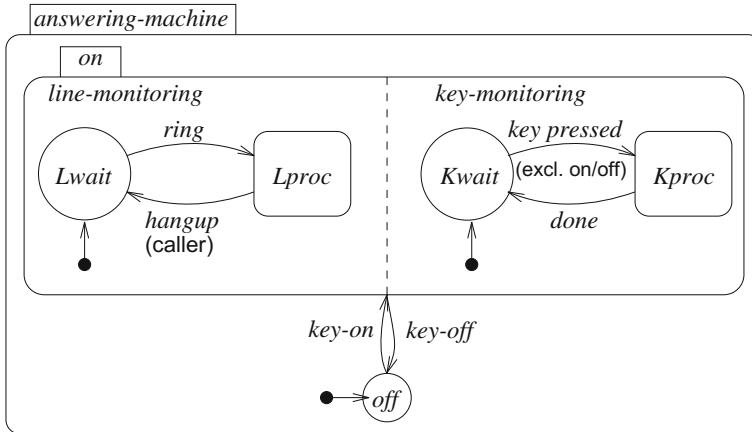 answering-machine
on
line-monitoring
key-monitoring
ring
key pressed
Lwait
Lproc
Kwait
(excl. on/off)
Kproc
hangup
(caller)
done
key-on
key-off
off